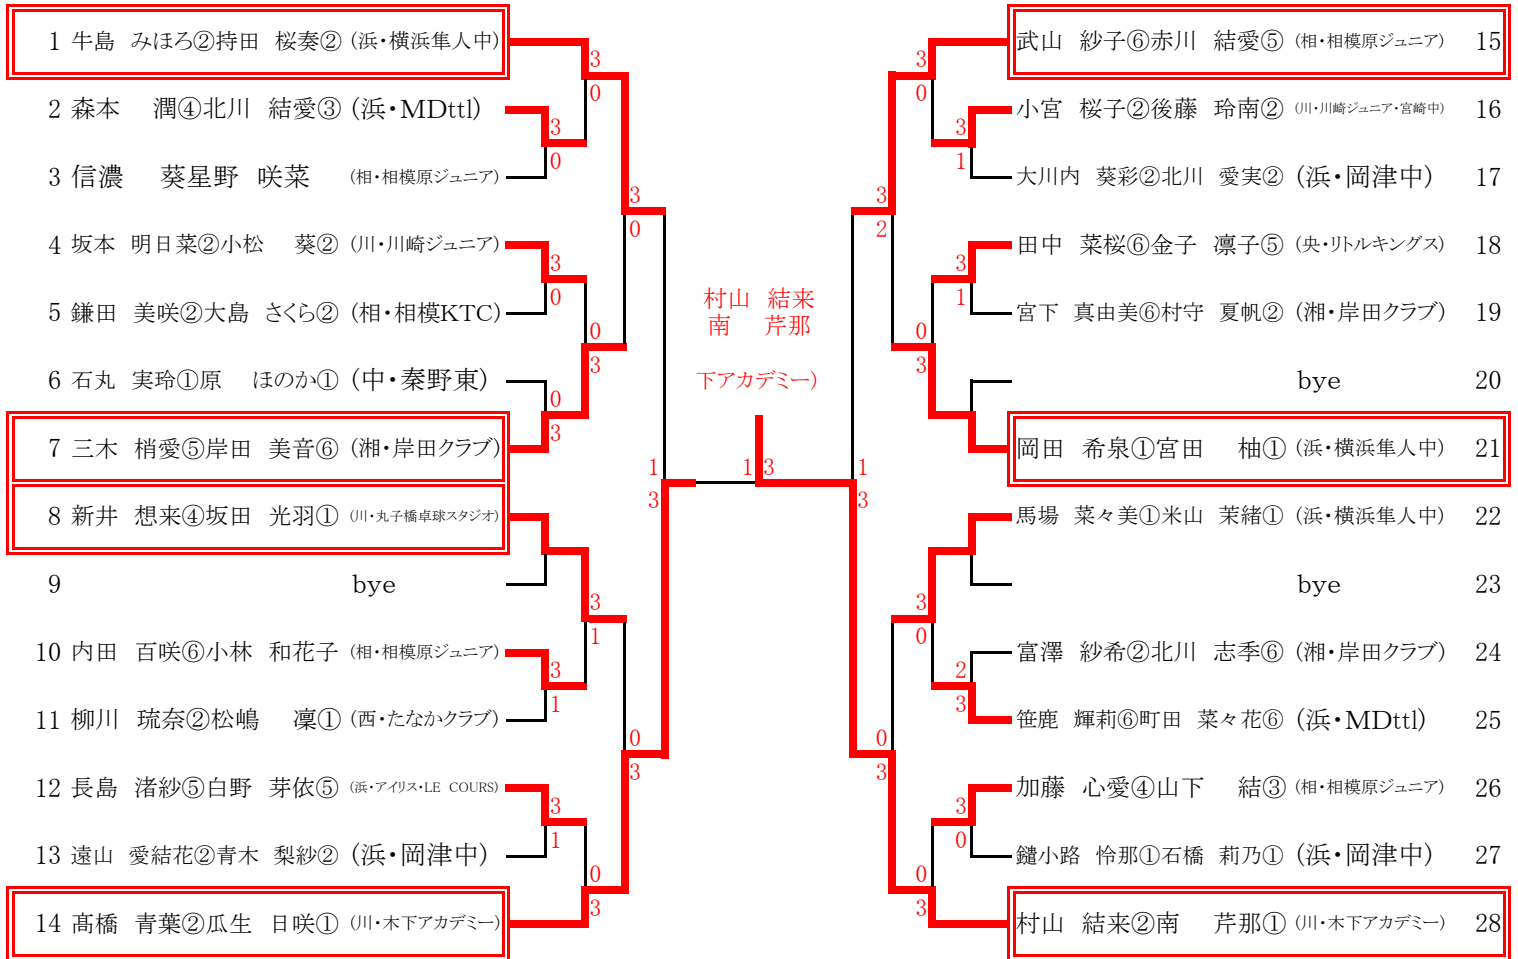 1 牛島 みほろ②持田 桜奏② (浜・横浜隼人中)
2 森本 潤④北川 結愛③ (浜・MDttl)
3 信濃 葵星野 咲菜 (相・相模原ジュニア)
4 坂本 明日菜②小松 葵② (川・川崎ジュニア)
5 鎌田 美咲②大島 さくら② (相・相模KTC)
6 石丸 実玲①原 ほのか① (中・秦野東)
7 三木 梢愛⑤岸田 美音⑥ (湘・岸田クラブ)
8 新井 想来④坂田 光羽① (川・丸子橋卓球スタジオ)
9 bye
10 内田 百咲⑥小林 和花子 (相・相模原ジュニア)
11 柳川 琉奈②松嶋 凜① (西・たなかクラブ)
12 長島 渚紗⑤白野 芽依⑤ (浜・アイリス・LE COURS)
13 遠山 愛結花②青木 梨紗② (浜・岡津中)
14 髙橋 青葉②瓜生 日咲① (川・木下アカデミー)
3
0
3
0
3
0
3
0
0
3
0
3
3
1
3
1
0
3
3
1
0
3
1
3
村山 結来
南 芹那
下アカデミー)
1 3
3
0
3
1
3
2
3
1
1
3
3
0
2
3
0
3
3
0
0
3
武山 紗子⑥赤川 結愛⑤ (相・相模原ジュニア) 15
小宮 桜子②後藤 玲南② (川・川崎ジュニア・宮崎中) 16
大川内 葵彩②北川 愛実② (浜・岡津中) 17
田中 菜桜⑥金子 凛子⑤ (央・リトルキングス) 18
宮下 真由美⑥村守 夏帆② (湘・岸田クラブ) 19
bye 20
岡田 希泉①宮田 柚① (浜・横浜隼人中) 21
馬場 菜々美①米山 茉緒① (浜・横浜隼人中) 22
bye 23
富澤 紗希②北川 志季⑥ (湘・岸田クラブ) 24
笹鹿 輝莉⑥町田 菜々花⑥ (浜・MDttl) 25
加藤 心愛④山下 結③ (相・相模原ジュニア) 26
鑓小路 怜那①石橋 莉乃① (浜・岡津中) 27
村山 結来②南 芹那① (川・木下アカデミー) 28